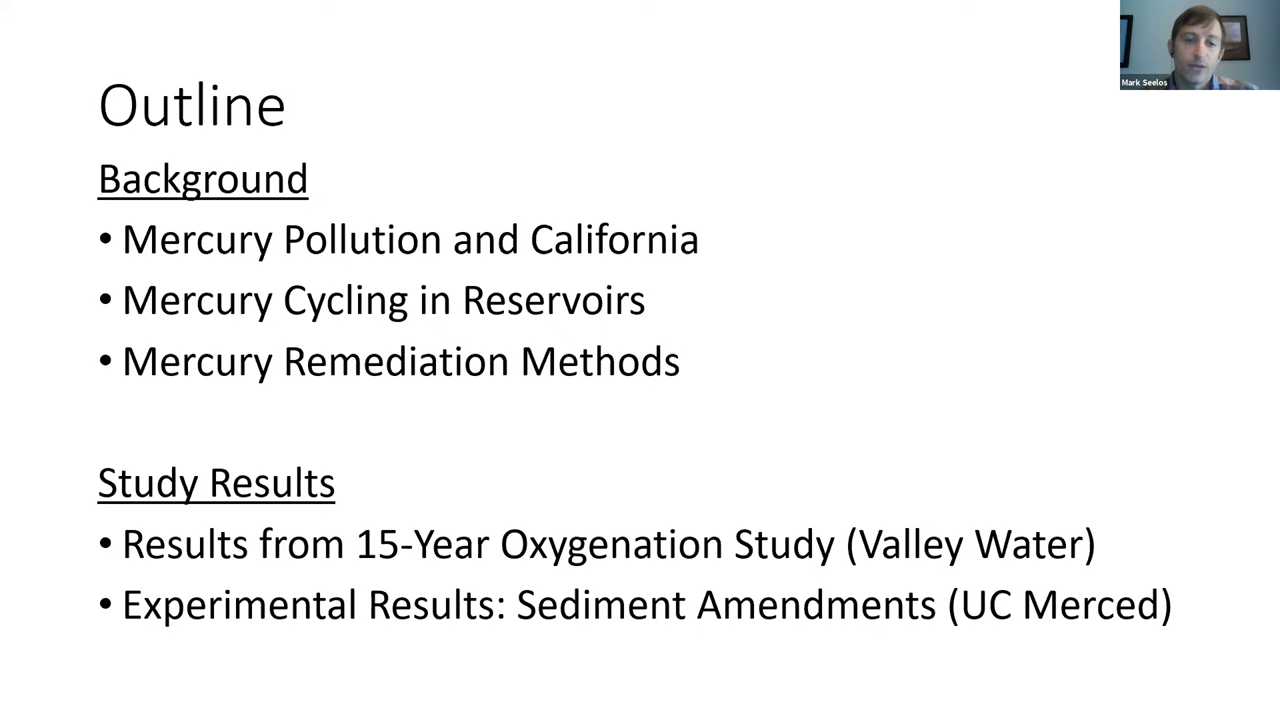 Mark Seelos
Outline
Background
• Mercury Pollution and California
• Mercury Cycling in Reservoirs
• Mercury Remediation Methods
Study Results
• Results from 15-Year Oxygenation Study (Valley Water)
• Experimental Results: Sediment Amendments (UC Merced)